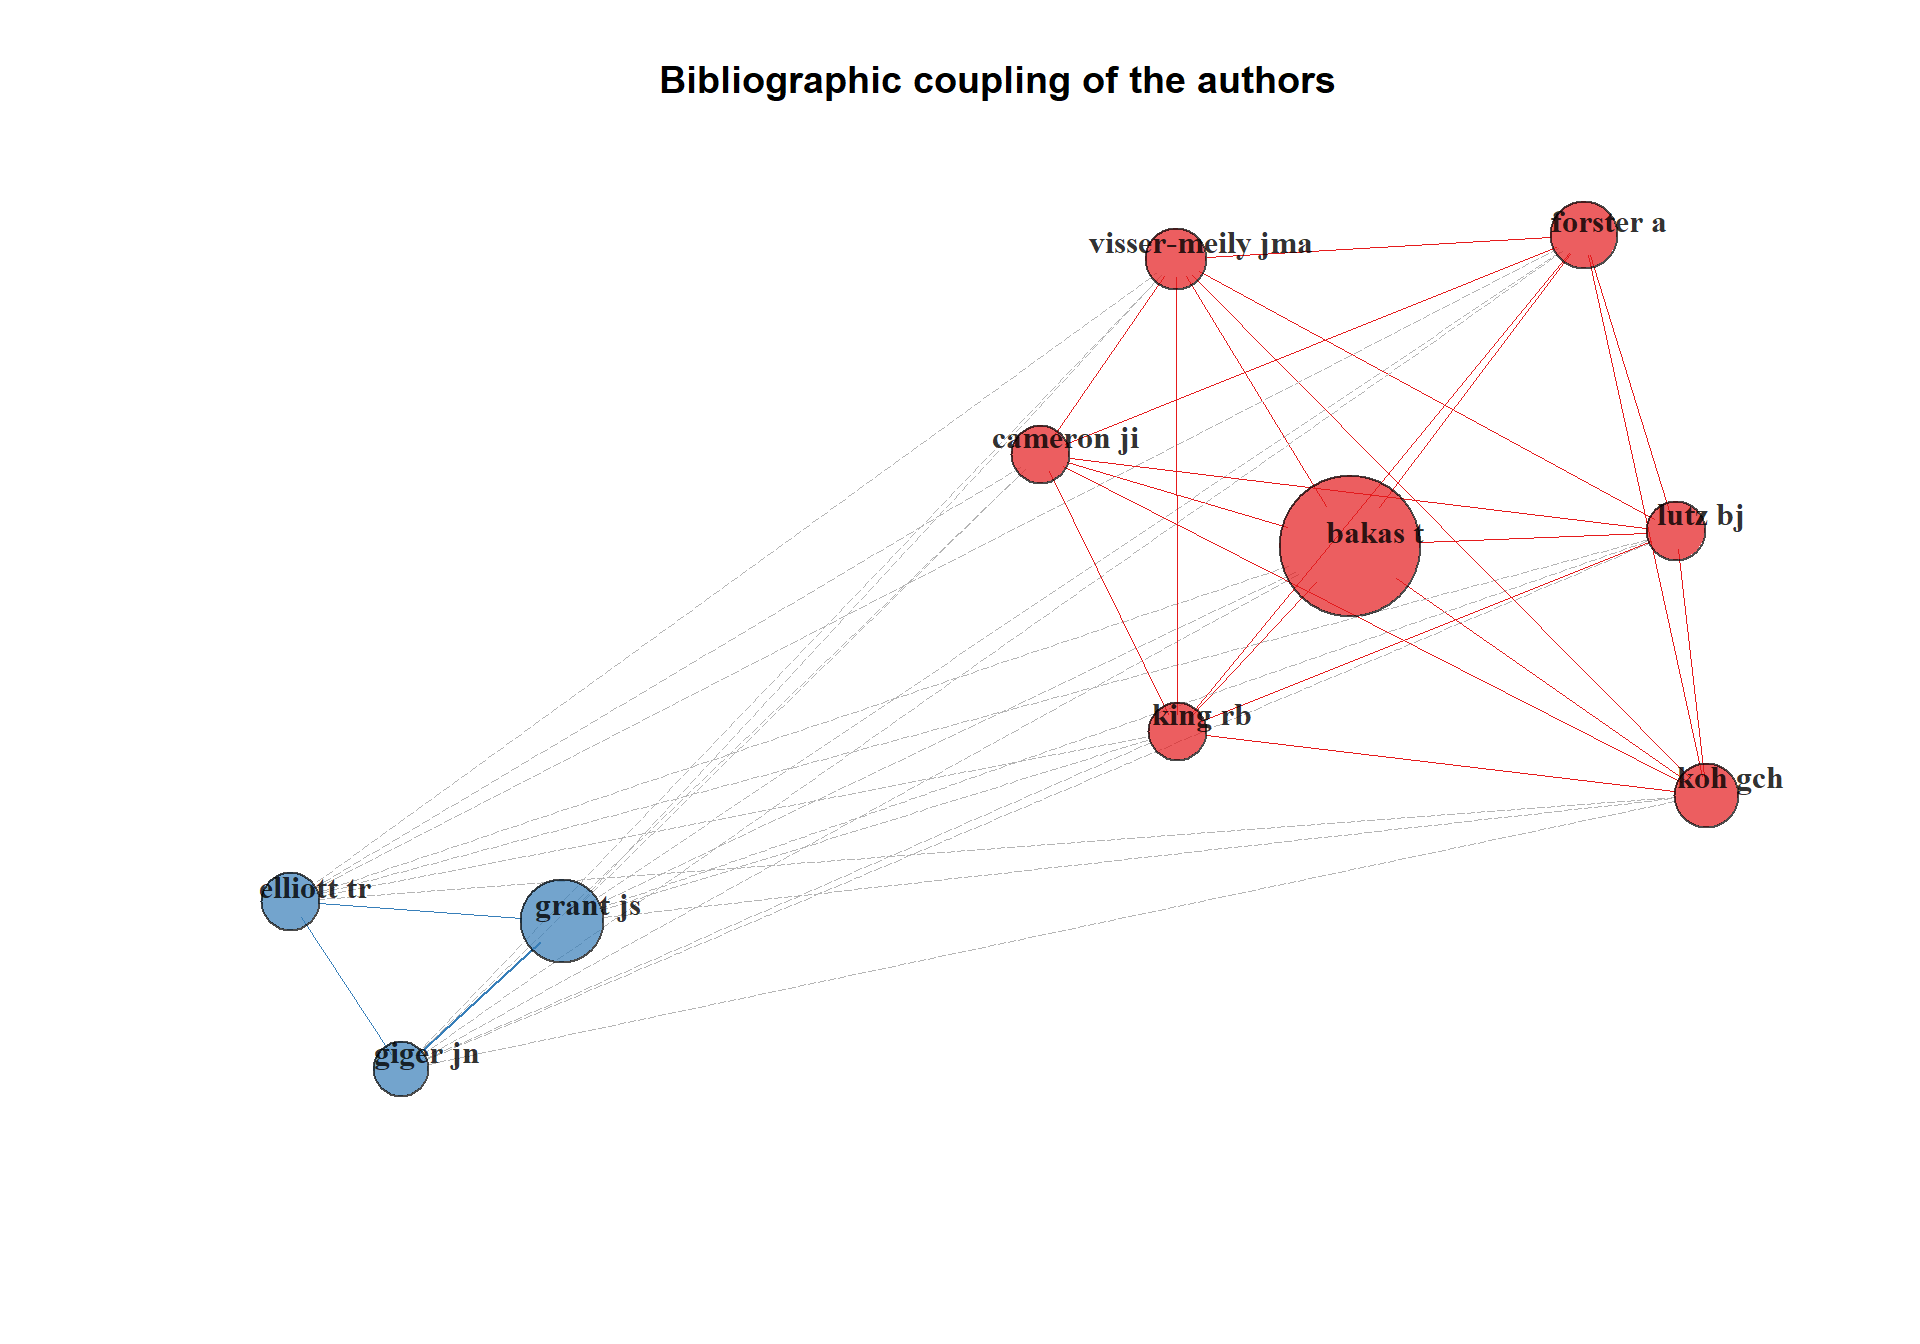 Bibliographic coupling of the authors
forster a
visser-meily jma
cameron ji
lutz bj
bakas t
king rb
koh gch
elliott tr
grant js
giger jn